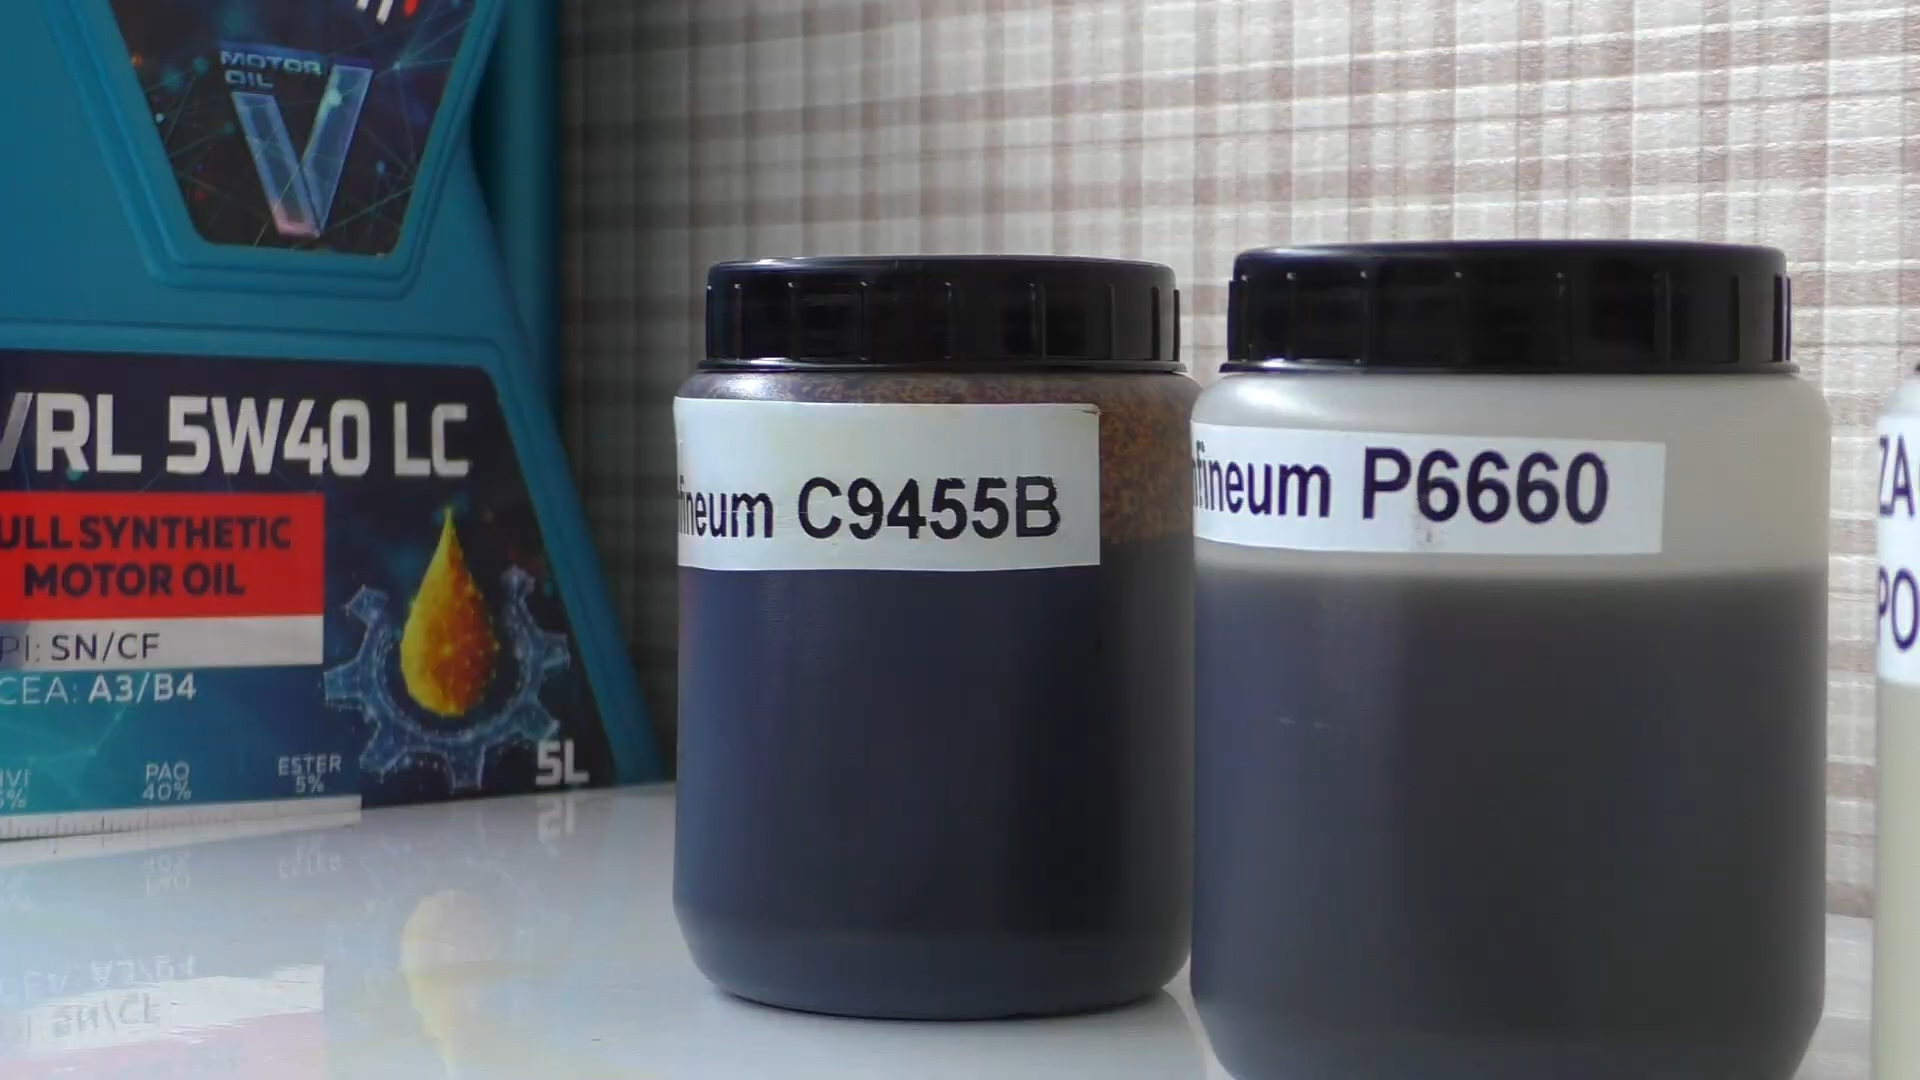 MOTOR
OIL
V
VRL 5W40 LC
ULL SYNTHETIC
MOTOR OIL
PI: SN/CF
CEA: A3/B4
PAO
40%
ESTER
5%
5L
fineum C9455B
fineum P6660
ZA
PO